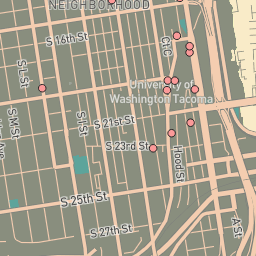 NEIGHBORHOOD
S 16th St
S L St
S M St
University of
Washington Tacoma
S 21st St
S J St
S 23rd St
Hood St
S 25th St
A St
S 27th St